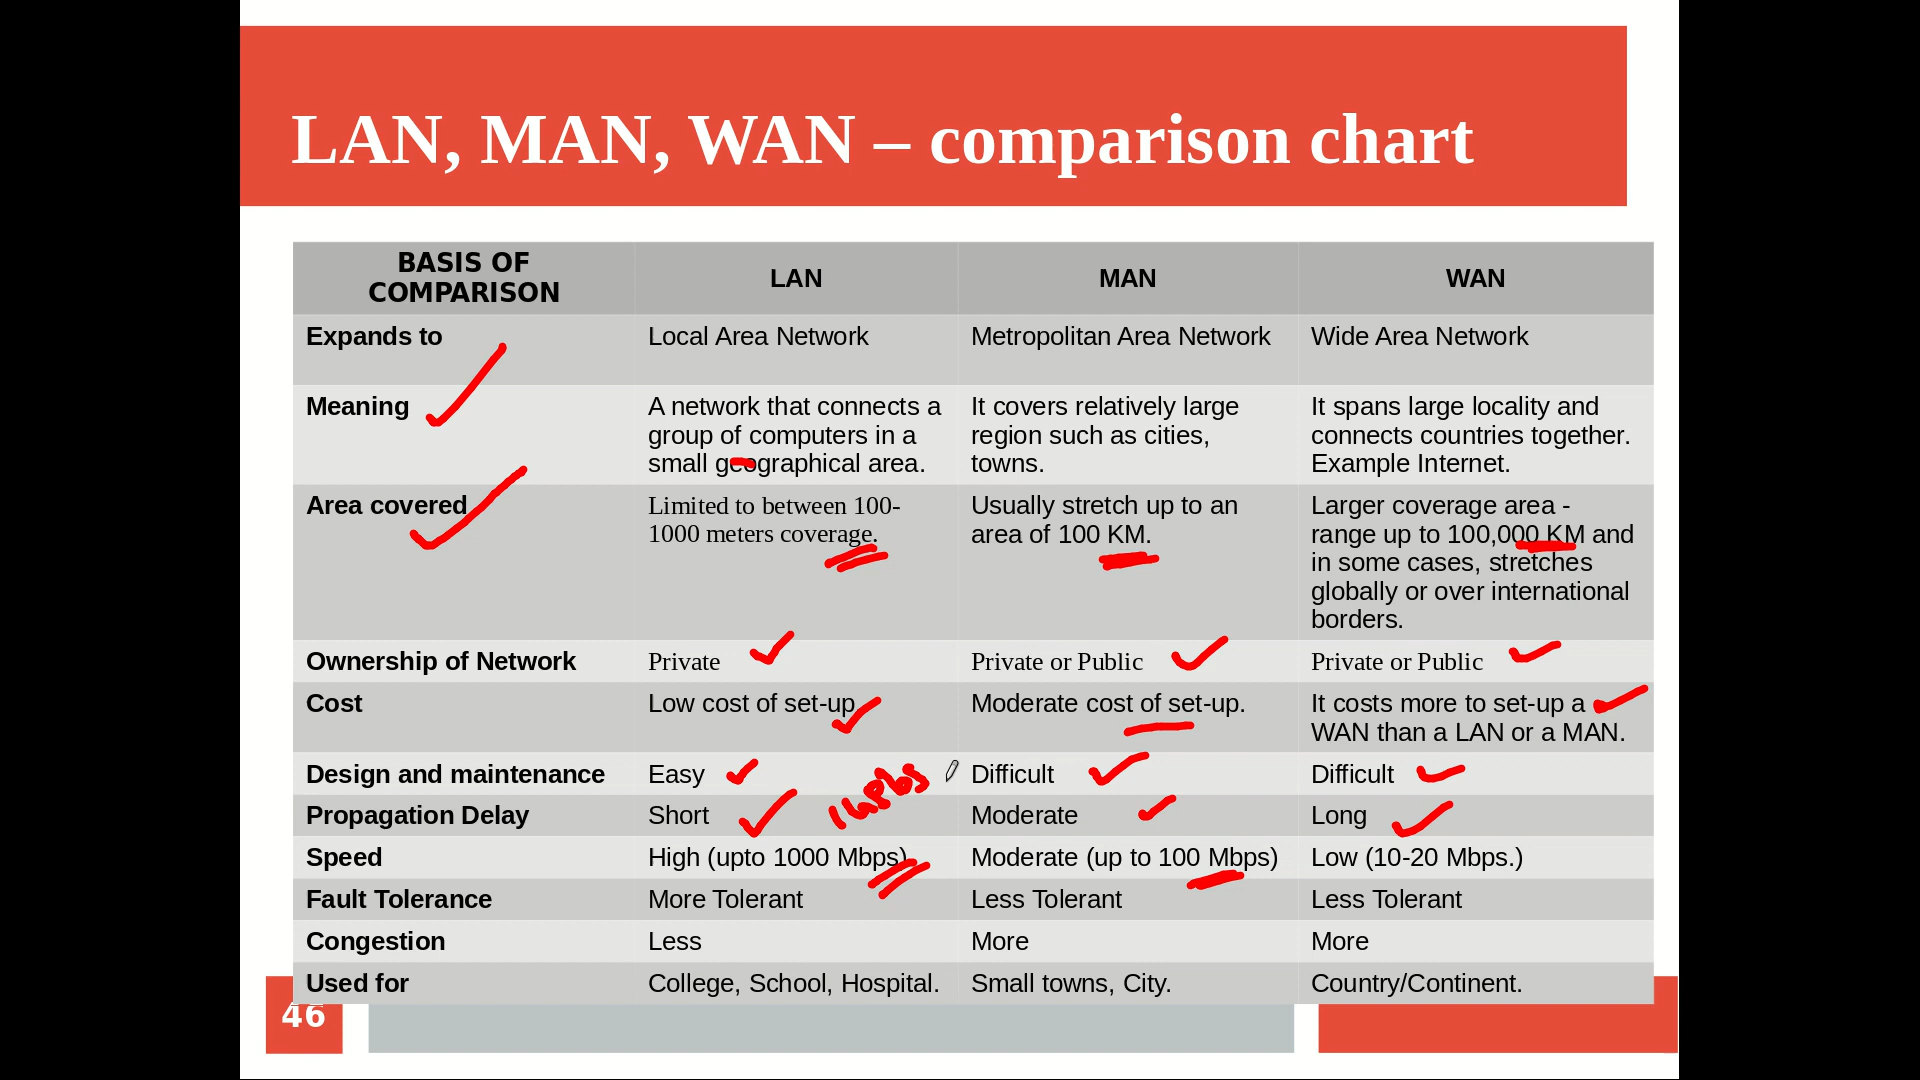 LAN, MAN, WAN – comparison chart
BASIS OF
COMPARISON
LAN
MAN
WAN
Expands to
Local Area Network
Metropolitan Area Network
Wide Area Network
Meaning
A network that connects a
group of computers in a
small geographical area.
It covers relatively large
region such as cities,
towns.
It spans large locality and
connects countries together.
Example Internet.
Area covered
Limited to between 100-
1000 meters coverage.
Usually stretch up to an
area of 100 KM.
Larger coverage area -
range up to 100,000 KM and
in some cases, stretches
globally or over international
borders.
Ownership of Network
Private
Private or Public
Private or Public
Cost
Low cost of set-up
Moderate cost of set-up.
It costs more to set-up a
WAN than a LAN or a MAN.
Design and maintenance
Easy
Difficult
Difficult
Propagation Delay
Short
Moderate
Long
Speed
High (upto 1000 Mbps)
Moderate (up to 100 Mbps)
Low (10-20 Mbps.)
Fault Tolerance
More Tolerant
Less Tolerant
Less Tolerant
Congestion
Less
More
More
Used for
College, School, Hospital.
Small towns, City.
Country/Continent.
46